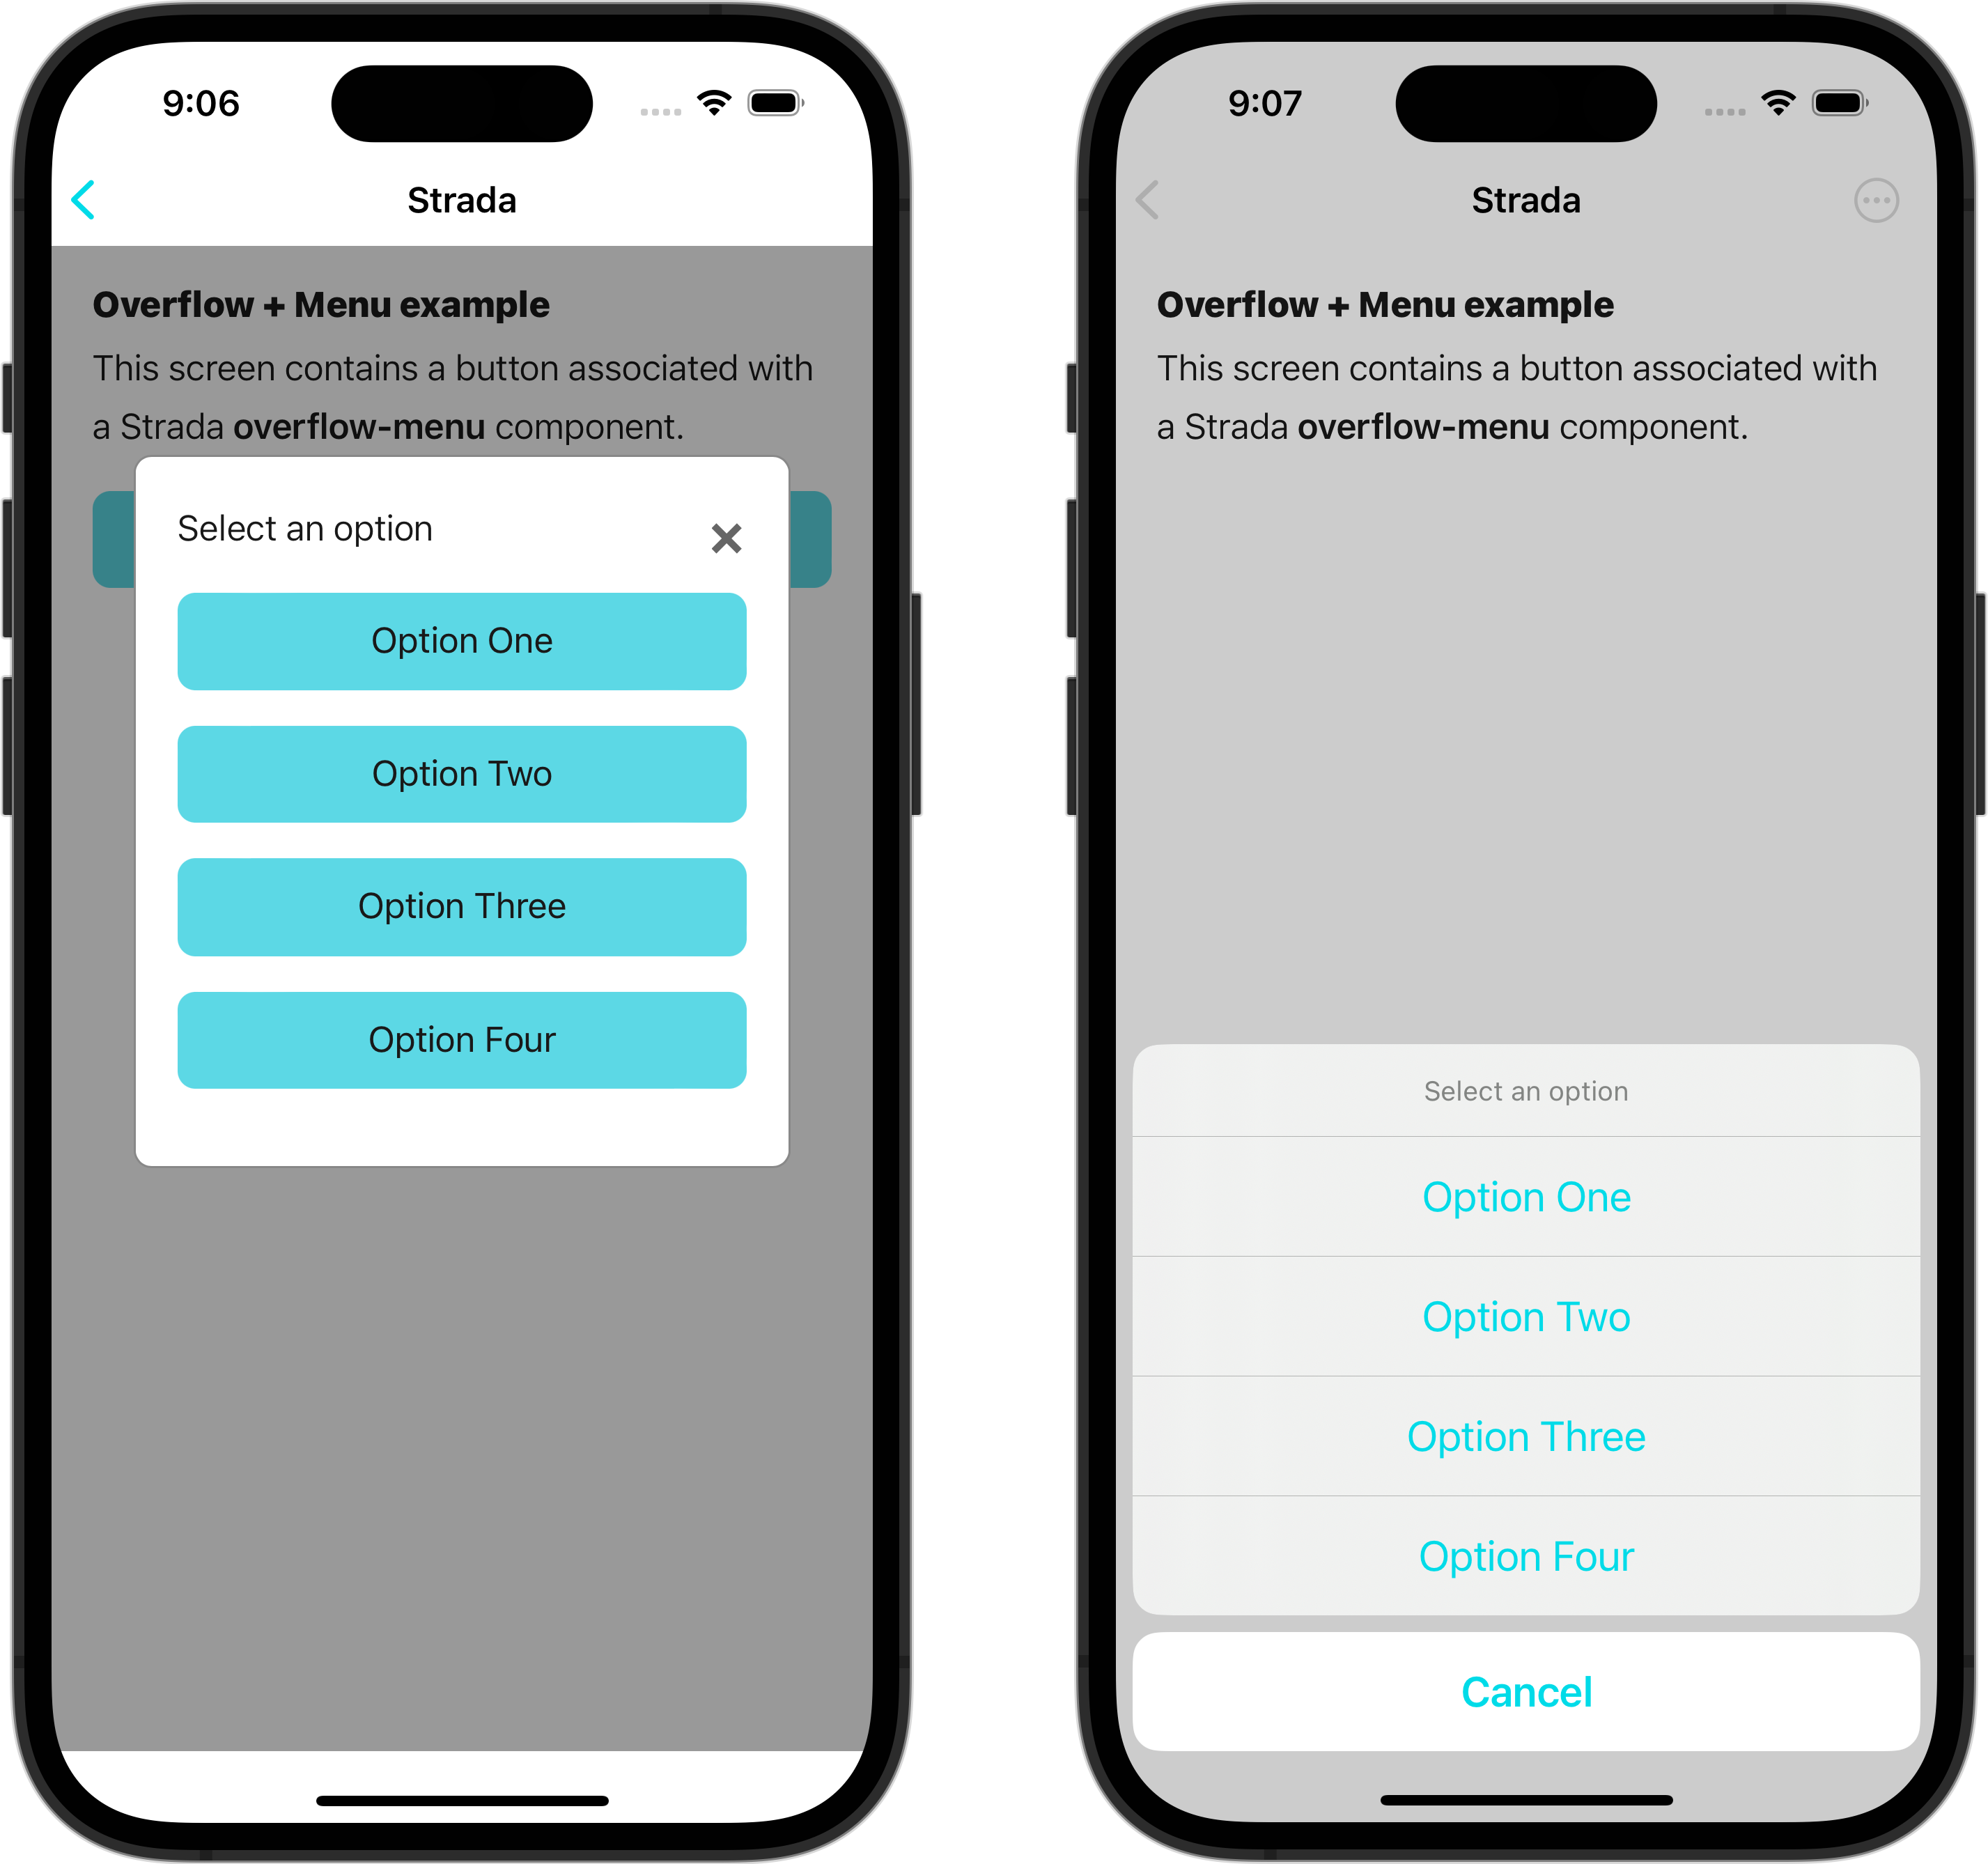 9:06
Strada
Overflow + Menu example
This screen contains a button associated with
a Strada overflow-menu component.
Select an option
Option One
Option Two
Option Three
Option Four
9:07
Strada
Overflow + Menu example
This screen contains a button associated with
a Strada overflow-menu component.
Select an option
Option One
Option Two
Option Three
Option Four
Cancel